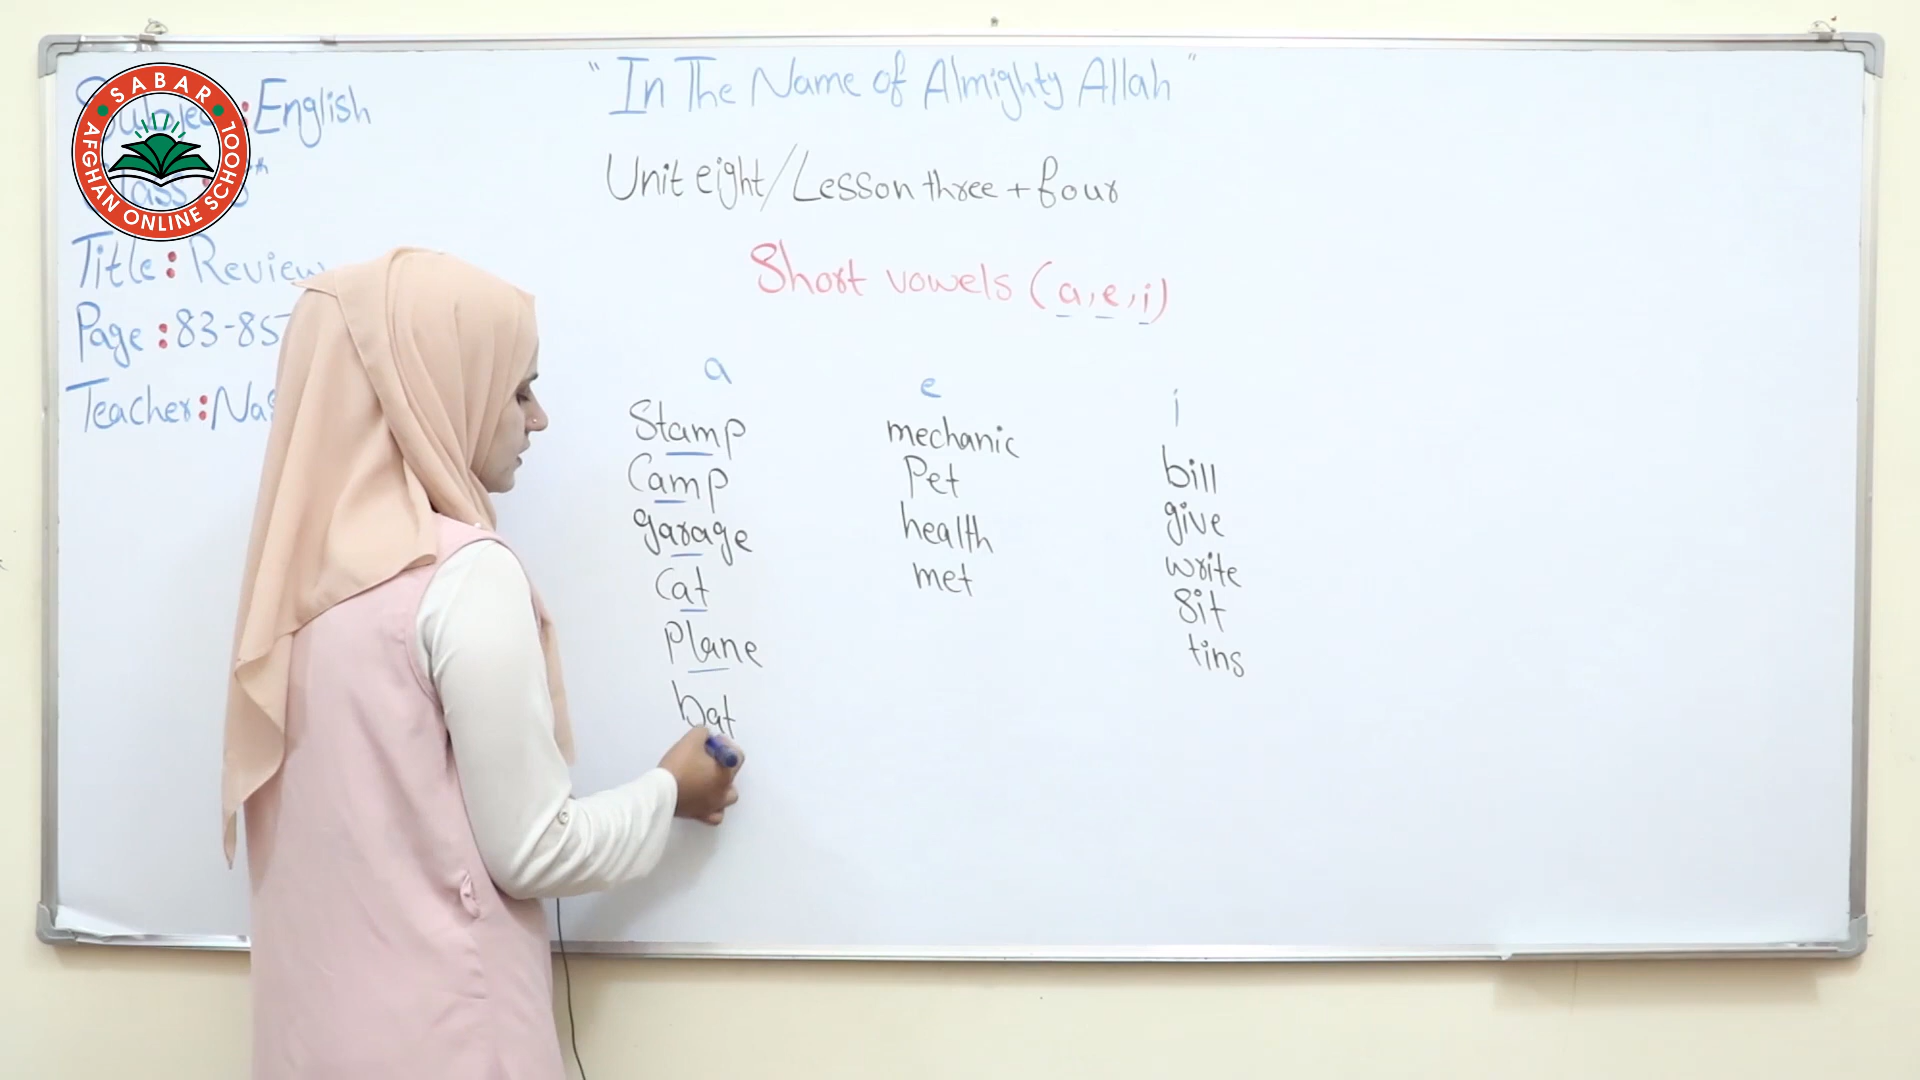 SABAR
AFGHAN ONLINE SCHOOL
: English
Title: Review
Page: 83-85
Teacher:
"In The Name of Almighty Allah"
Unit eight/Lesson three + four
Short vowels (a, e, i)
a
Stamp
Camp
garage
Cat
Plane
bat
e
mechanic
Pet
health
met
i
bill
give
write
Sit
tins